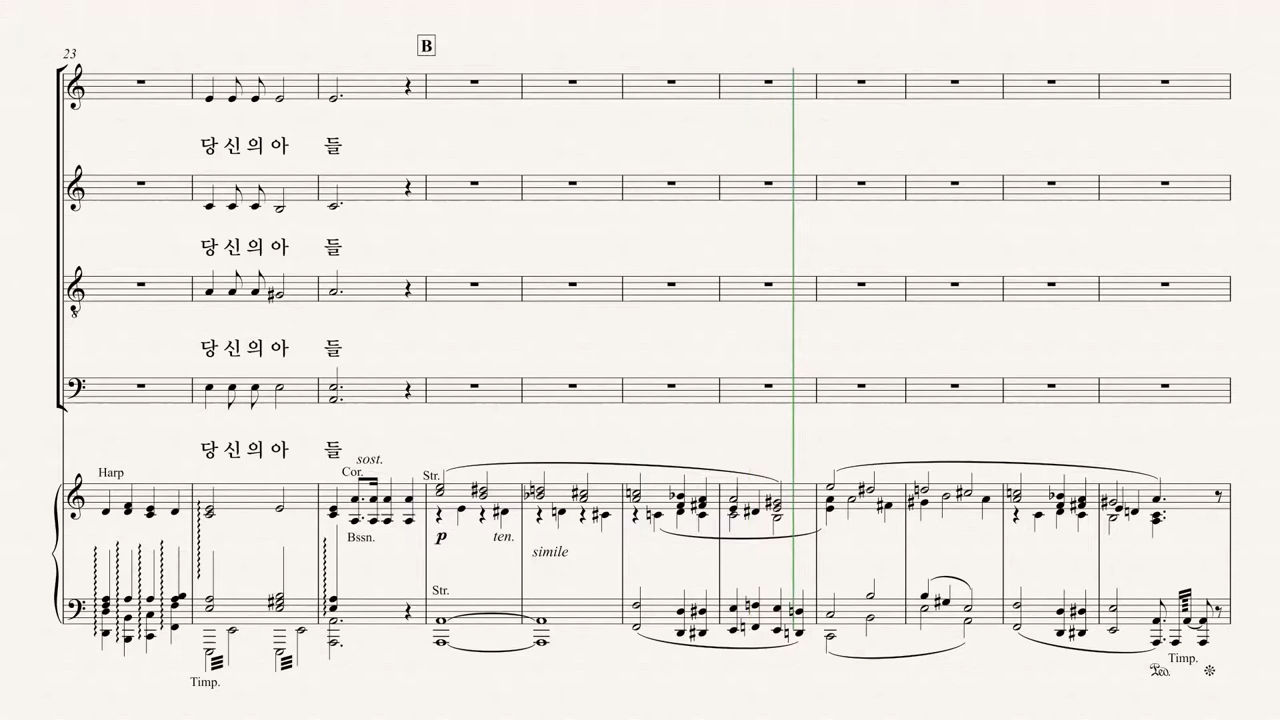 23
B
당신의아 들
당신의아 들
당신의아 들
당신의아 들
sost.
Harp
Cor.
Str.
Bssn.
p
ten.
simile
Str.
Timp.
Timp.
Ped.